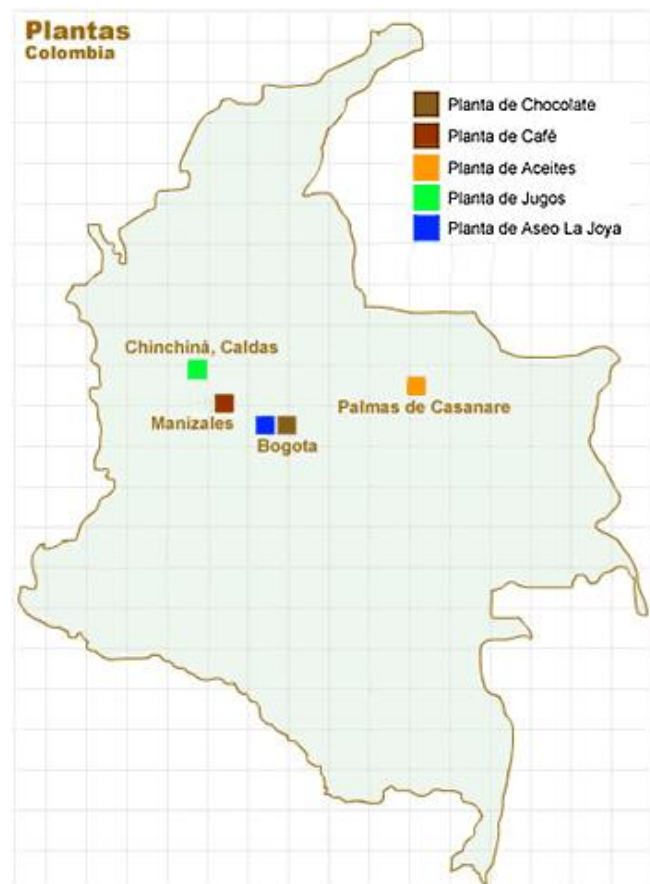 Plantas
Colombia
Planta de Chocolate
Planta de Café
Planta de Aceites
Planta de Jugos
Planta de Aseo La Joya
Chinchiná, Caldas
Manizales
Palmas de Casanare
Bogota